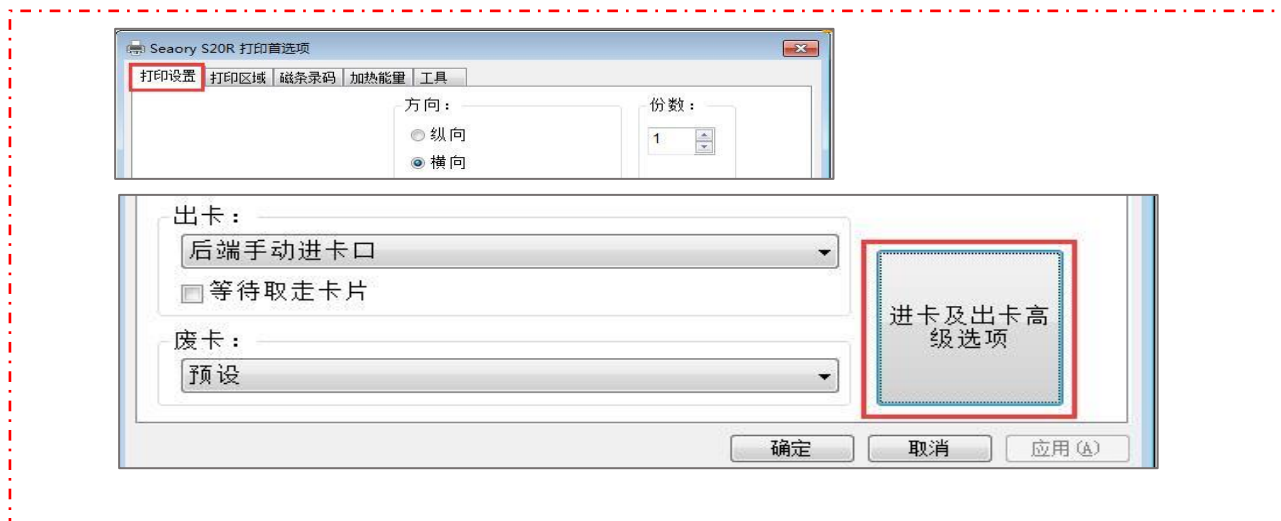 Seaory S20R 打印首选项
打印设置 打印区域 磁条录码 加热能量 工具
方向： 份数：
纵向 1
横向
出卡：
后端手动进卡口
等待取走卡片
进卡及出卡高
级选项
废卡：
预设
确定 取消 应用(A)